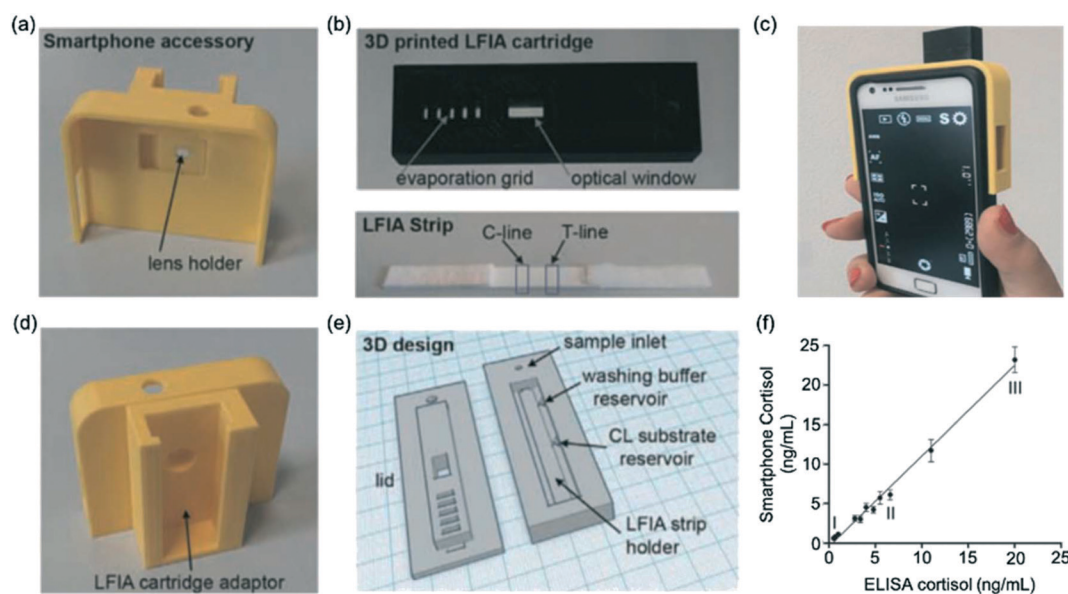 (a)
Smartphone accessory
lens holder
(b)
3D printed LFIA cartridge
evaporation grid
optical window
LFIA Strip
C-line
T-line
(c)
SAMSUNG
S
AF
(d)
LFIA cartridge adaptor
(e)
3D design
sample inlet
washing buffer
reservoir
CL substrate
reservoir
lid
LFIA strip
holder
(f)
25
20
15
10
5
0
Smartphone Cortisol
(ng/mL)
I
II
III
0
5
10
15
20
25
ELISA cortisol (ng/mL)